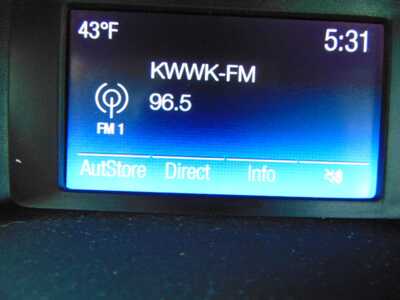 43°F 5:31
KWWK-FM
96.5
FM 1
AutStore Direct Info